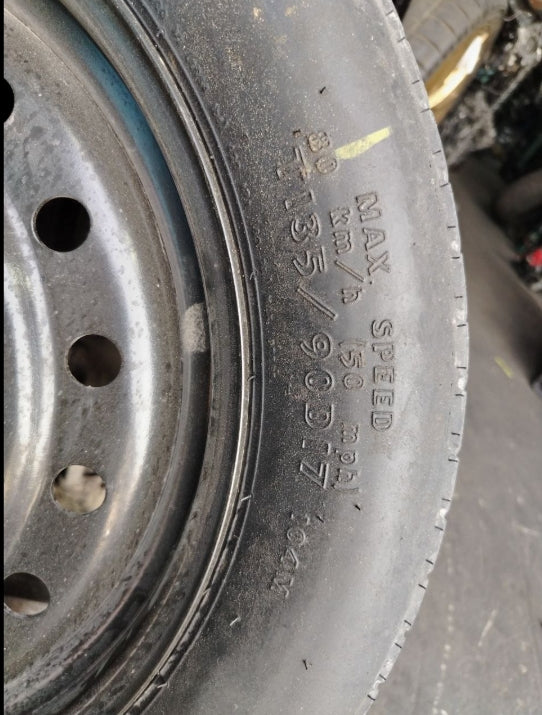 MAX SPEED
80 km/h (50 mph)
T135/90D17 104M